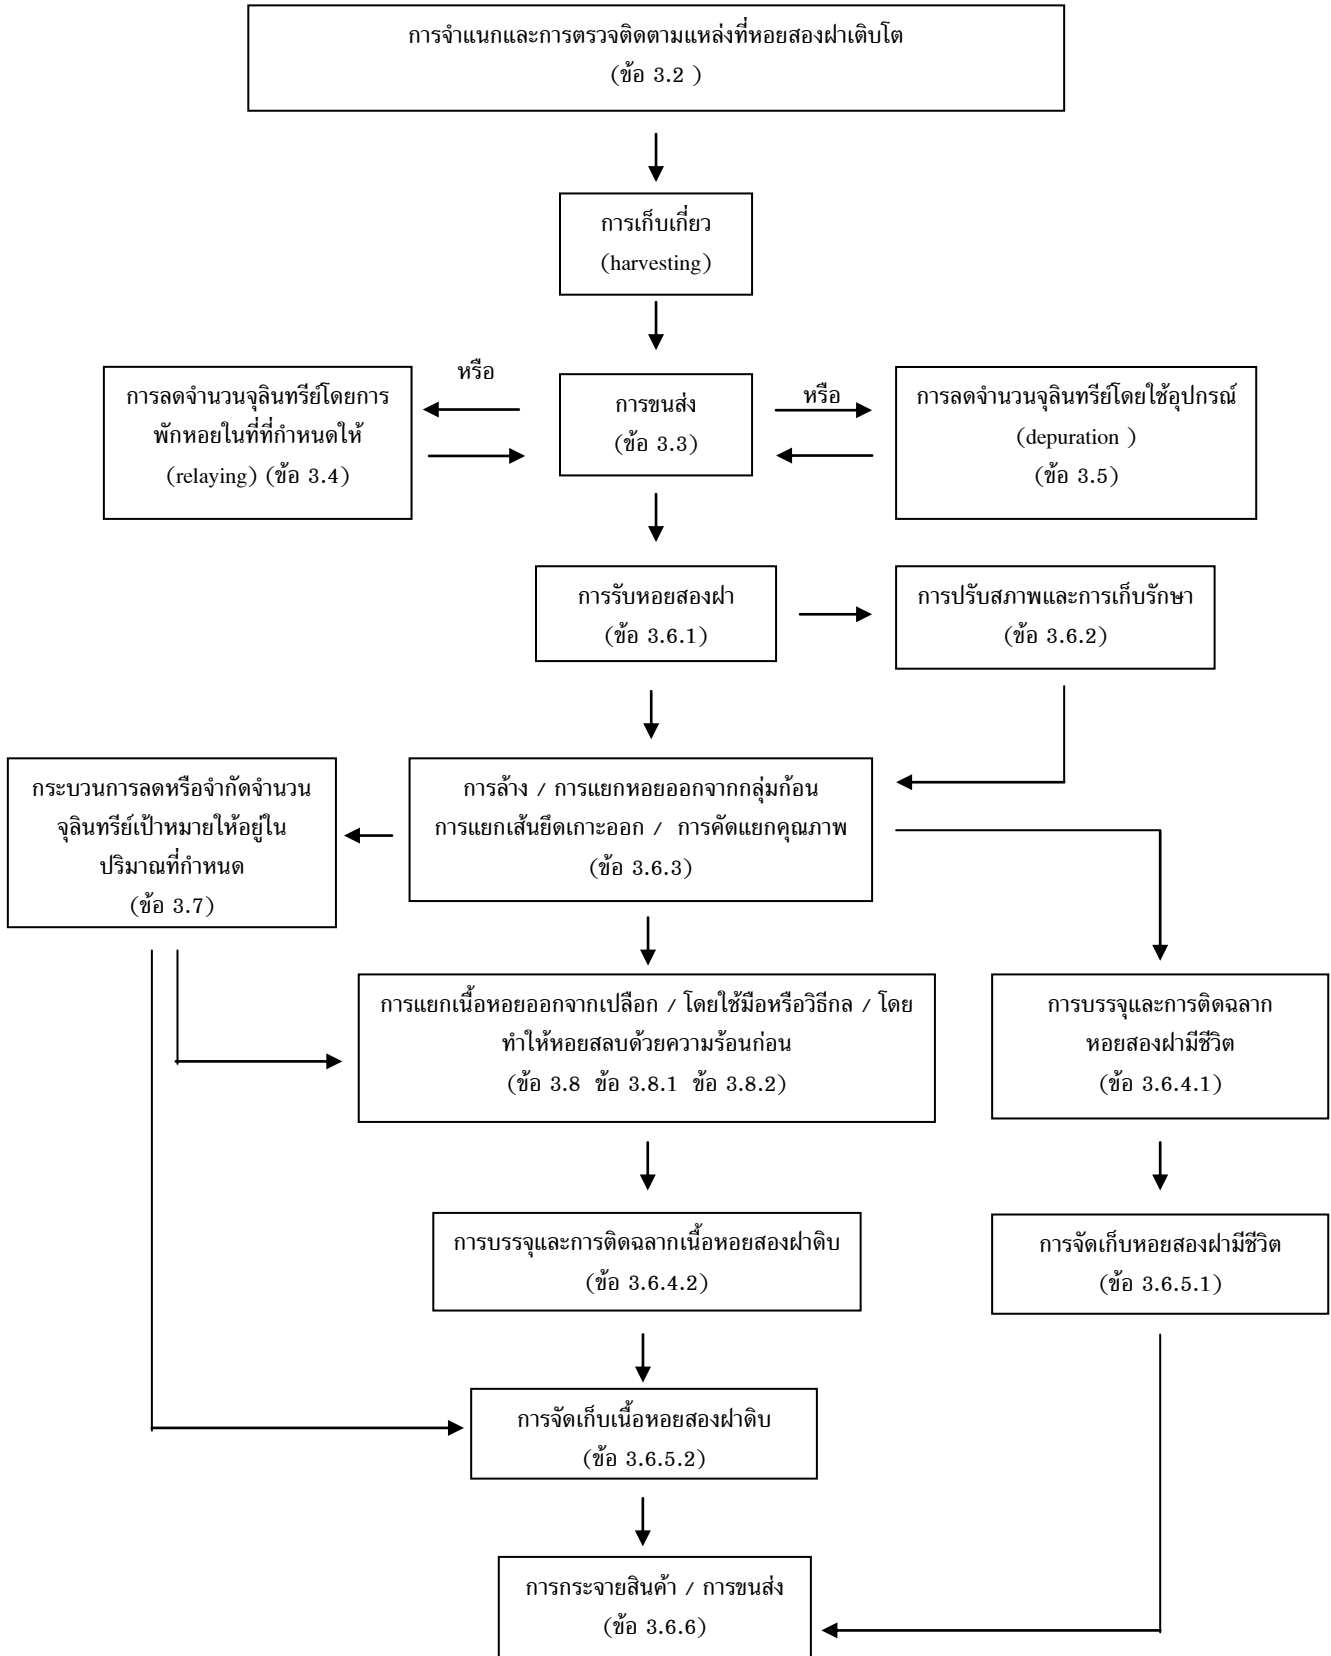 การจำแนกและการตรวจติดตามแหล่งที่หอยสองฝาเติบโต
(ข้อ 3.2 )
การเก็บเกี่ยว
(harvesting)
หรือ
การลดจำนวนจุลินทรีย์โดยการ
พักหอยในที่ที่กำหนดให้
(relaying) (ข้อ 3.4)
การขนส่ง
(ข้อ 3.3)
หรือ
การลดจำนวนจุลินทรีย์โดยใช้อุปกรณ์
(depuration )
(ข้อ 3.5)
การรับหอยสองฝา
(ข้อ 3.6.1)
การปรับสภาพและการเก็บรักษา
(ข้อ 3.6.2)
กระบวนการลดหรือจำกัดจำนวน
จุลินทรีย์เป้าหมายให้อยู่ใน
ปริมาณที่กำหนด
(ข้อ 3.7)
การล้าง / การแยกหอยออกจากกลุ่มก้อน
การแยกเส้นยึดเกาะออก / การคัดแยกคุณภาพ
(ข้อ 3.6.3)
การแยกเนื้อหอยออกจากเปลือก / โดยใช้มือหรือวิธีกล / โดย
ทำให้หอยสลบด้วยความร้อนก่อน
(ข้อ 3.8 ข้อ 3.8.1 ข้อ 3.8.2)
การบรรจุและการติดฉลาก
หอยสองฝามีชีวิต
(ข้อ 3.6.4.1)
การบรรจุและการติดฉลากเนื้อหอยสองฝาดิบ
(ข้อ 3.6.4.2)
การจัดเก็บหอยสองฝามีชีวิต
(ข้อ 3.6.5.1)
การจัดเก็บเนื้อหอยสองฝาดิบ
(ข้อ 3.6.5.2)
การกระจายสินค้า / การขนส่ง
(ข้อ 3.6.6)